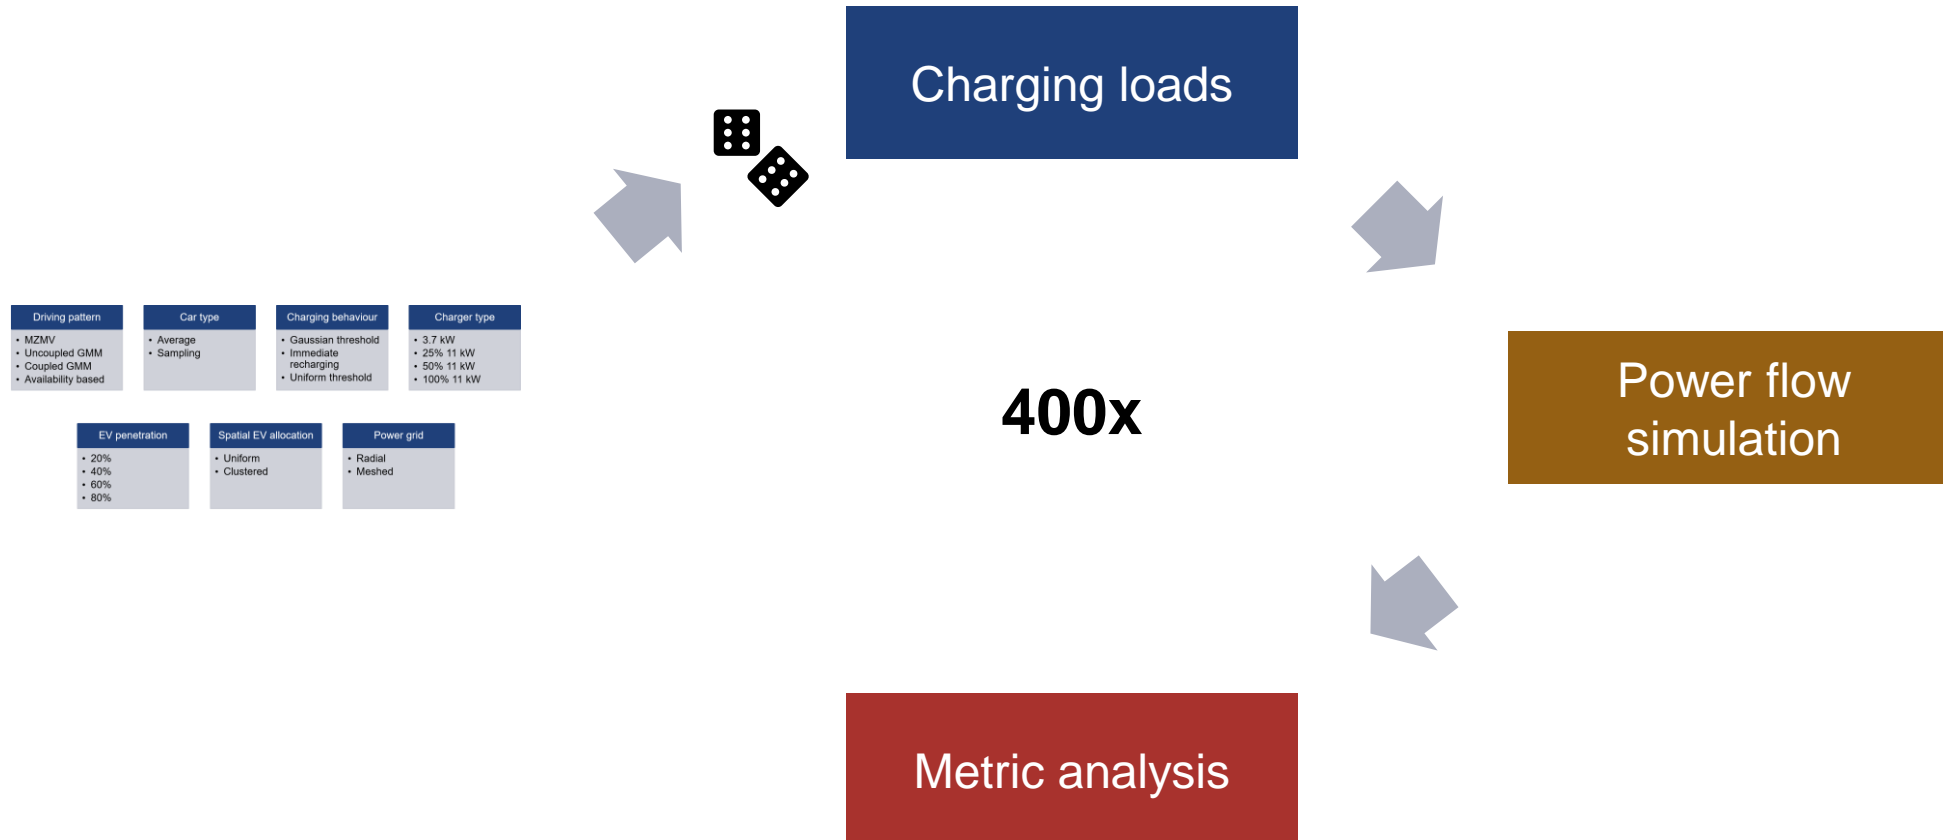 Charging loads
Driving pattern
• MZMV
• Uncoupled GMM
• Coupled GMM
• Availability based
Car type
• Average
• Sampling
Charging behaviour
• Gaussian threshold
• Immediate
recharging
• Uniform threshold
Charger type
• 3.7 kW
• 25% 11 kW
• 50% 11 kW
• 100% 11 kW
EV penetration
• 20%
• 40%
• 60%
• 80%
Spatial EV allocation
• Uniform
• Clustered
Power grid
• Radial
• Meshed
400x
Power flow
simulation
Metric analysis